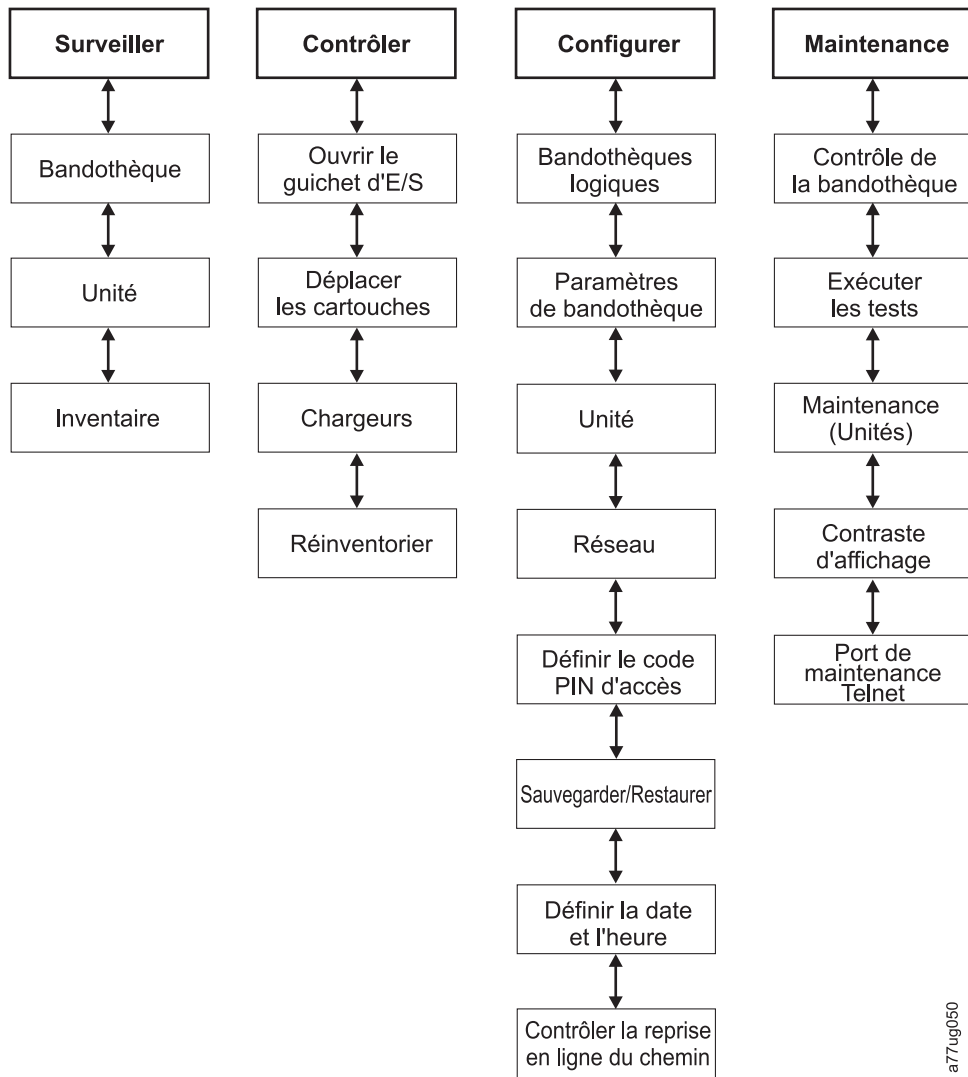 Surveiller
Bandothèque
Unité
Inventaire
Contrôler
Ouvrir le
guichet d'E/S
Déplacer
les cartouches
Chargeurs
Réinventorier
Configurer
Bandothèques
logiques
Paramètres
de bandothèque
Unité
Réseau
Définir le code
PIN d'accès
Sauvegarder/Restaurer
Définir la date
et l'heure
Contrôler la reprise
en ligne du chemin
Maintenance
Contrôle de
la bandothèque
Exécuter
les tests
Maintenance
(Unités)
Contraste
d'affichage
Port de
maintenance
Telnet
a77ug050